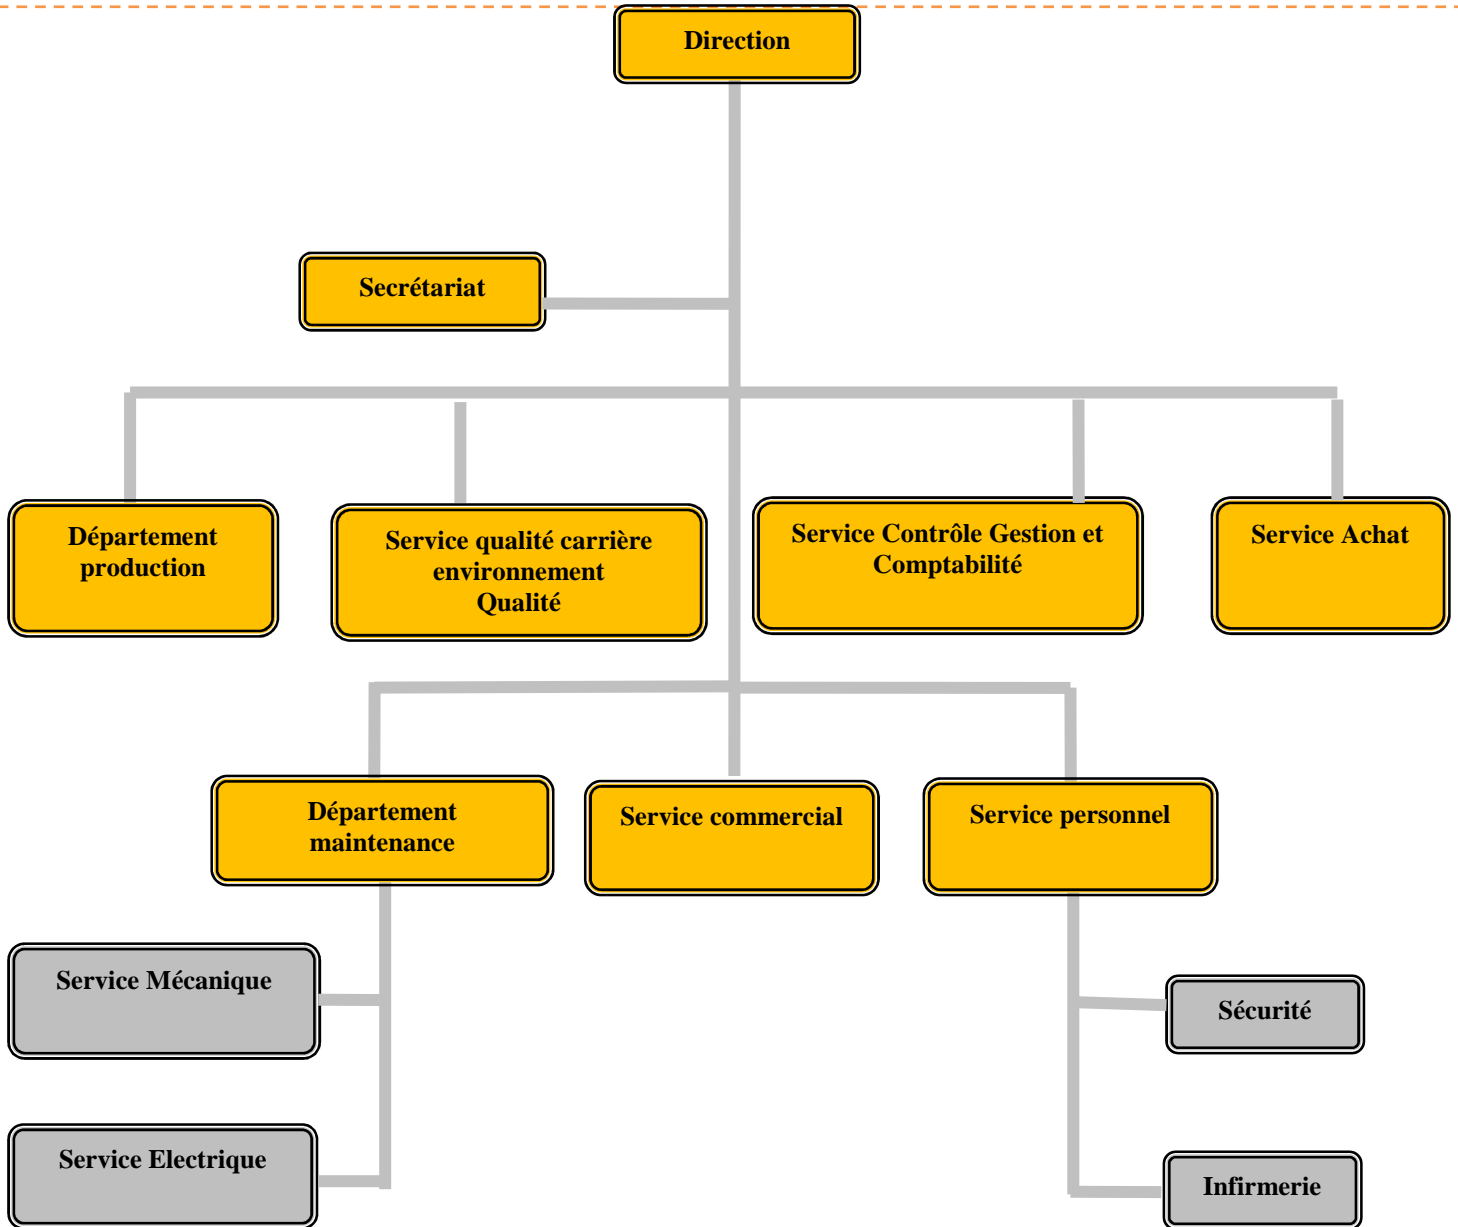 Direction
Secrétariat
Département
production
Service qualité carrière
environnement
Qualité
Service Contrôle Gestion et
Comptabilité
Service Achat
Département
maintenance
Service commercial
Service personnel
Service Mécanique
Sécurité
Service Electrique
Infirmerie